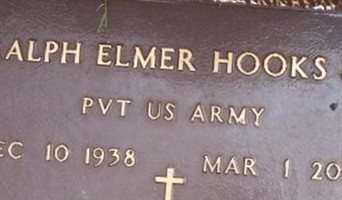 ALPH ELMER HOOKS
PVT US ARMY
EC 10 1938 MAR 1 20